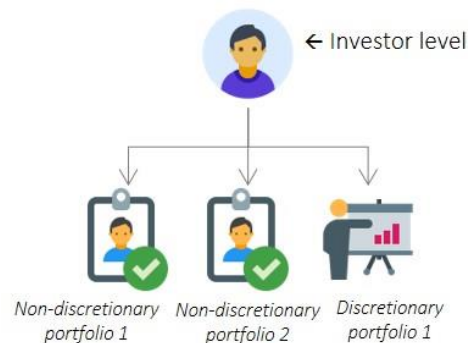 ← Investor level
Non-discretionary
portfolio 1
Non-discretionary
portfolio 2
Discretionary
portfolio 1